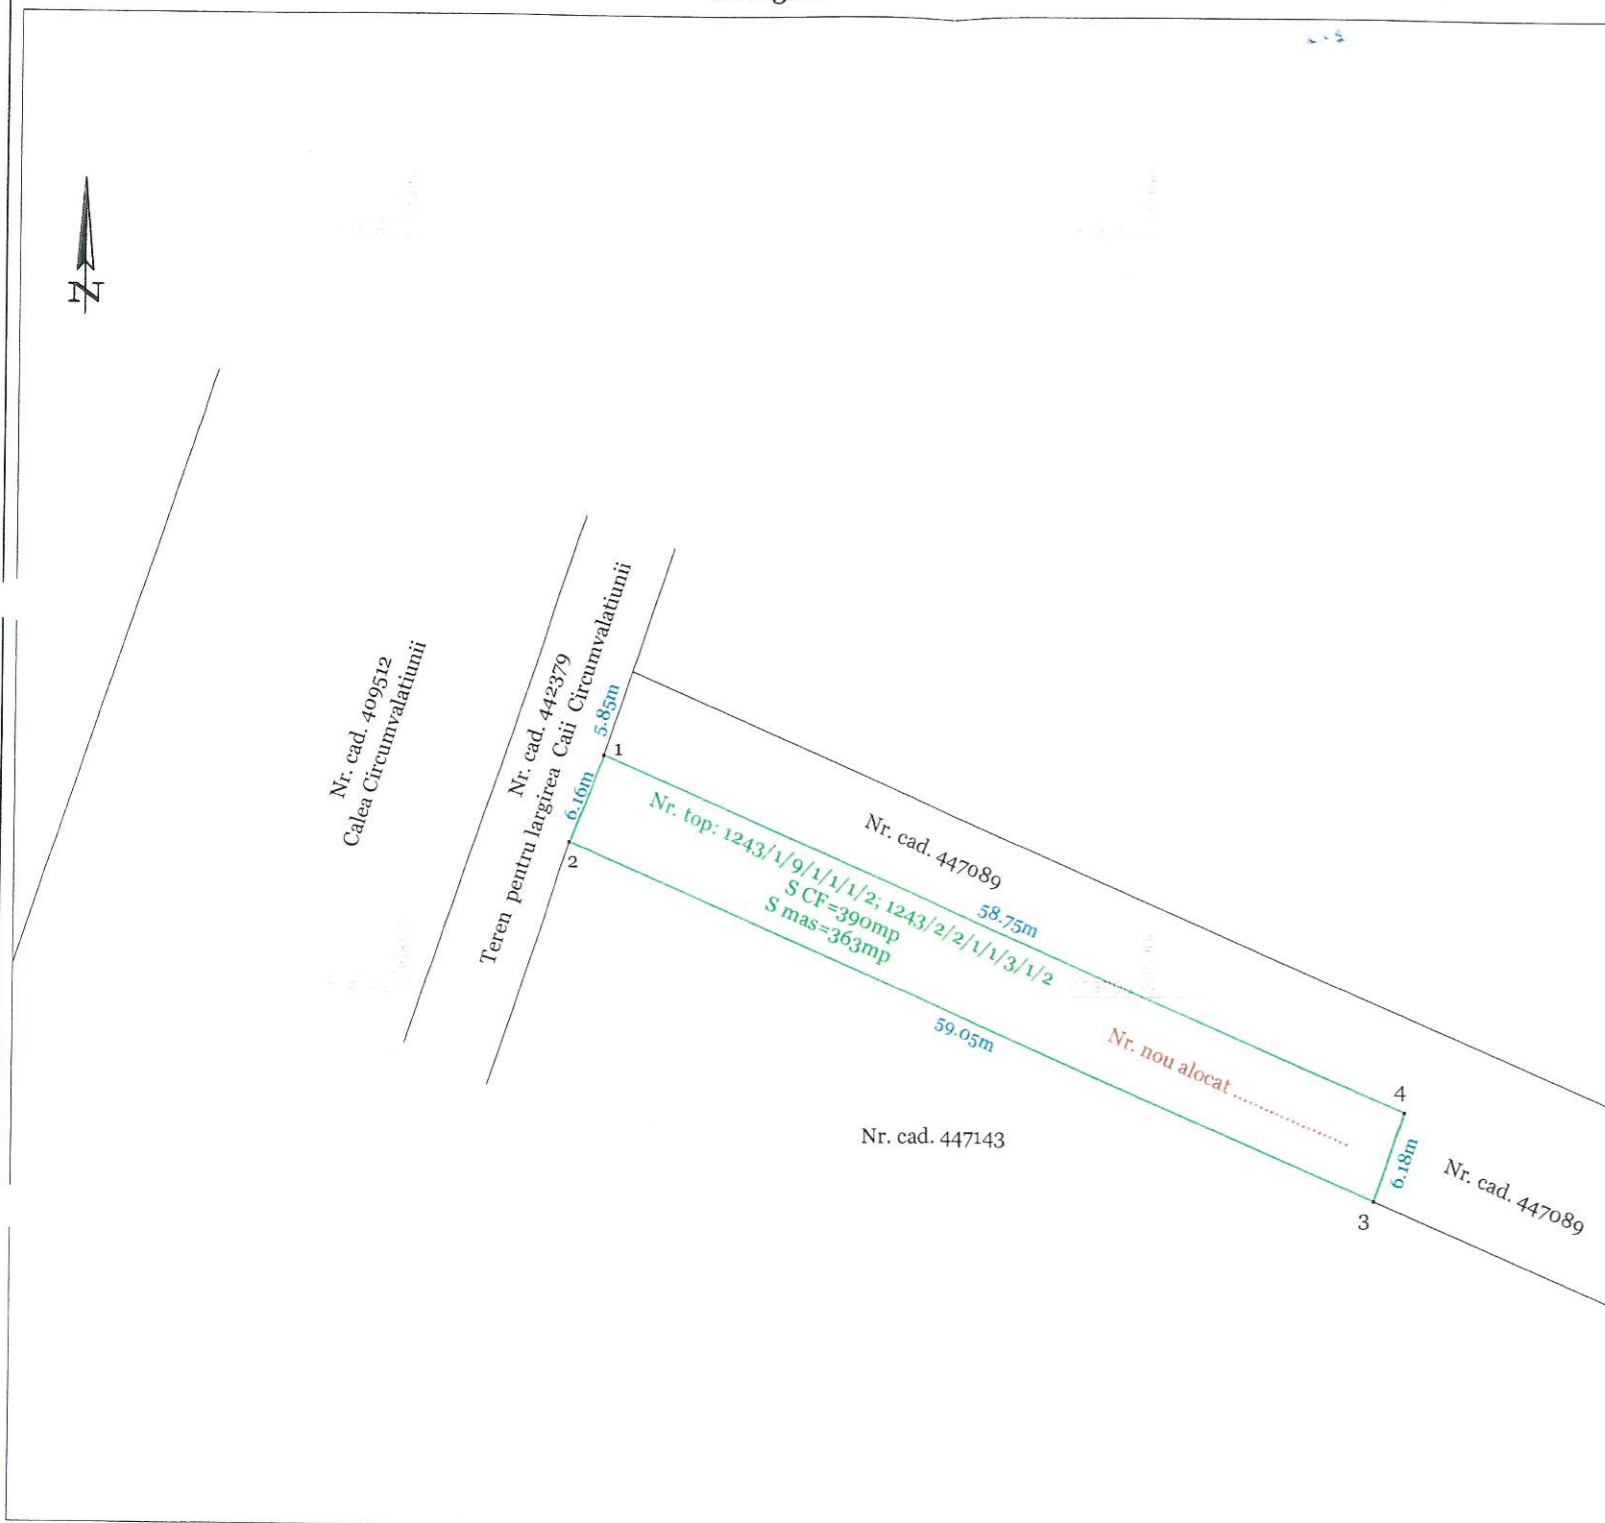 N
Nr. cad. 409512
Calea Circumvalatiunii
Nr. cad. 442379
Teren pentru largirea Caii Circumvalatiunii
5.85m
1
6.16m
2
Nr. top: 1243/1/9/1/1/1/2; 1243/2/2/1/1/3/1/2
S CF=390mp
S mas=363mp
Nr. cad. 447089
58.75m
59.05m
Nr. nou alocat ....................
4
6.18m
3
Nr. cad. 447089
Nr. cad. 447143